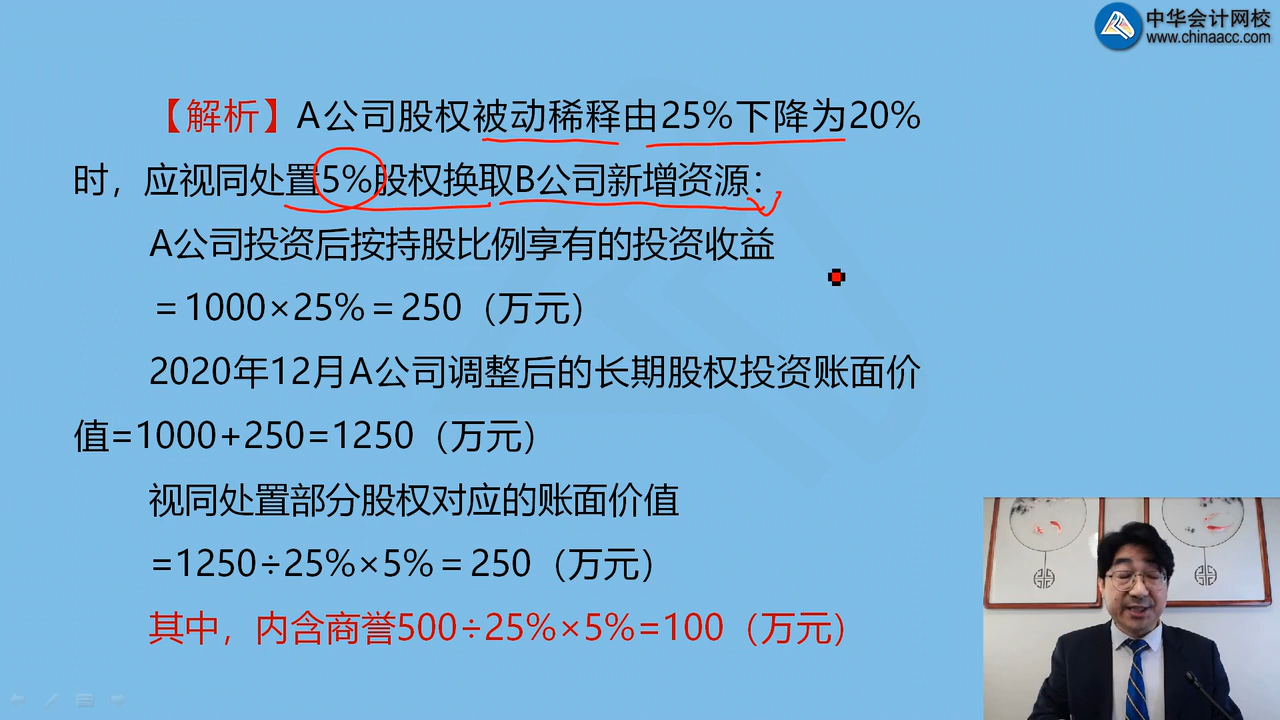 中华会计网校
www.chinaacc.com
【解析】A公司股权被动稀释由25%下降为20%
时，应视同处置5%股权换取B公司新增资源：
A公司投资后按持股比例享有的投资收益
＝1000×25%＝250（万元）
2020年12月A公司调整后的长期股权投资账面价
值=1000+250=1250（万元）
视同处置部分股权对应的账面价值
=1250÷25%×5%＝250（万元）
其中，内含商誉500÷25%×5%=100（万元）